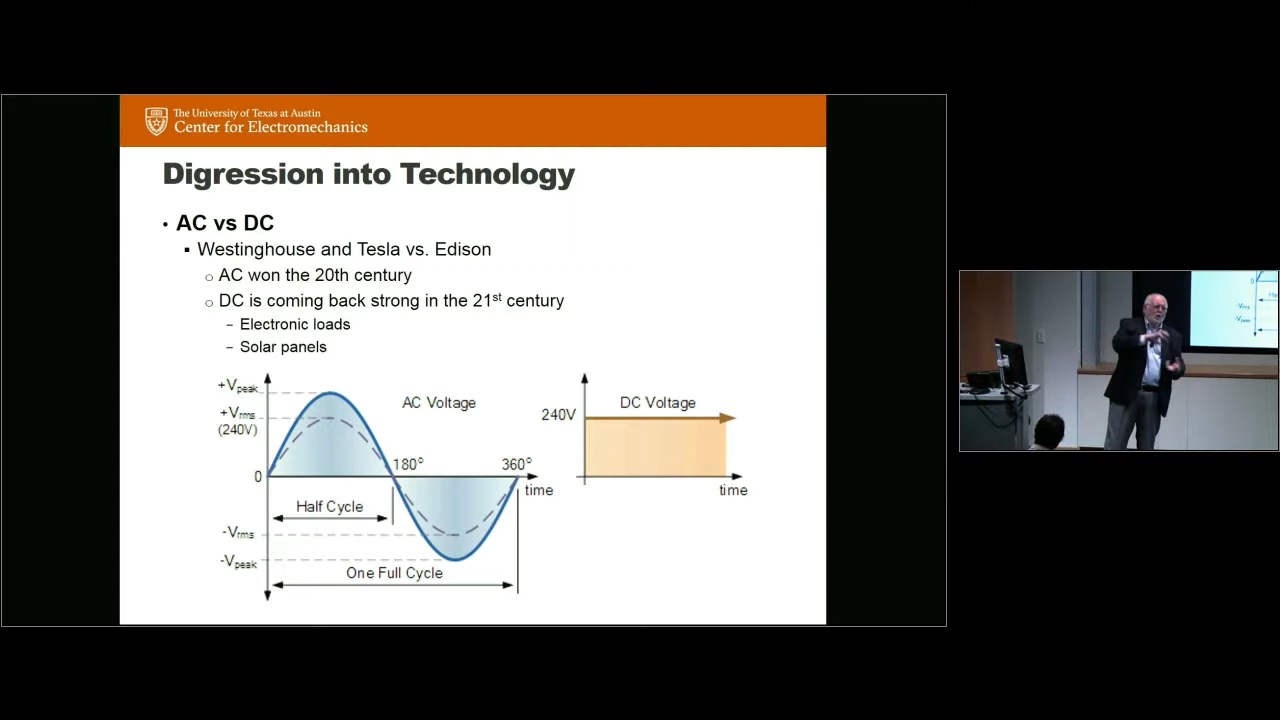 The University of Texas at Austin
Center for Electromechanics
Digression into Technology
• AC vs DC
▪ Westinghouse and Tesla vs. Edison
○ AC won the 20th century
○ DC is coming back strong in the 21st century
– Electronic loads
– Solar panels
+Vpeak
+Vrms
(240V)
0
-Vrms
-Vpeak
AC Voltage
180°
360°
time
Half Cycle
One Full Cycle
240V
DC Voltage
time